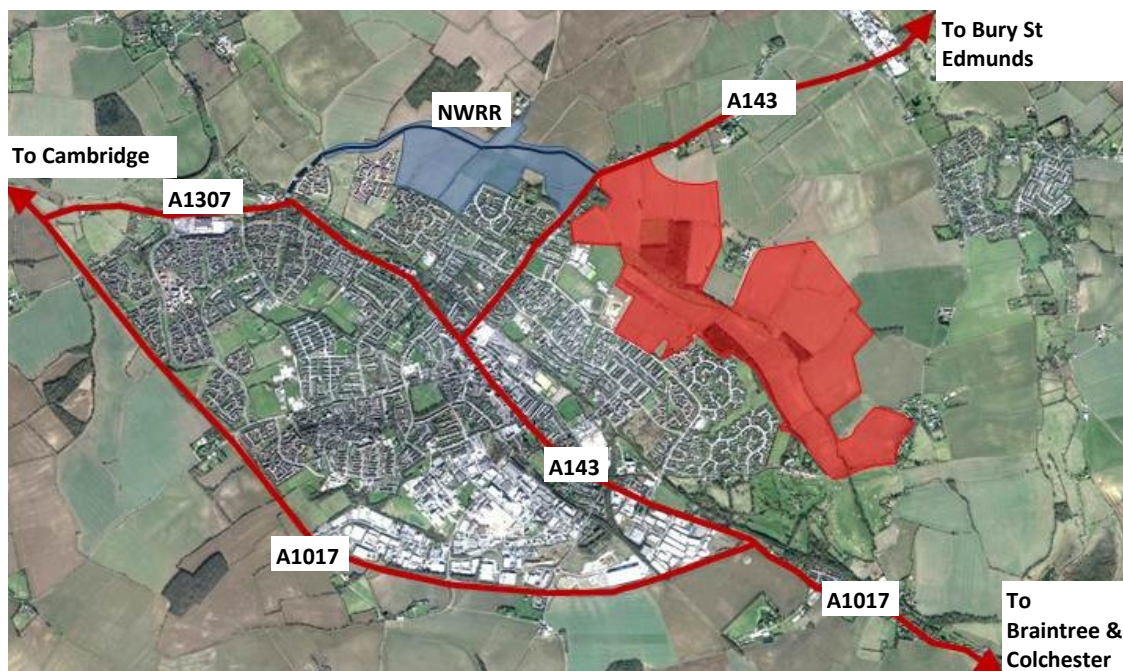 To Bury St
Edmunds
A143
NWRR
To Cambridge
A1307
A143
A1017
A1017
To
Braintree &
Colchester